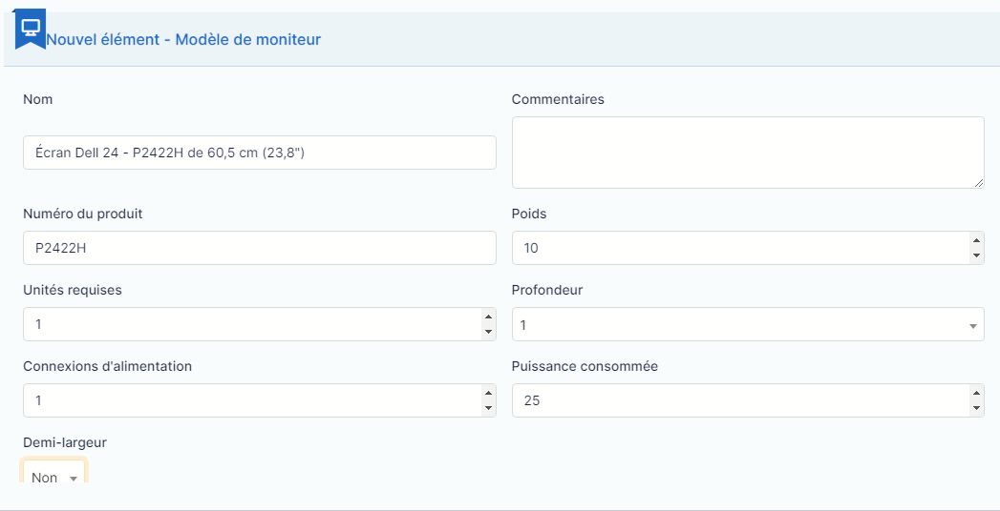 Nouvel élément - Modèle de moniteur
Nom
Commentaires
Écran Dell 24 - P2422H de 60,5 cm (23,8")
Numéro du produit
Poids
P2422H
10
Unités requises
Profondeur
1
1
Connexions d'alimentation
Puissance consommée
1
25
Demi-largeur
Non